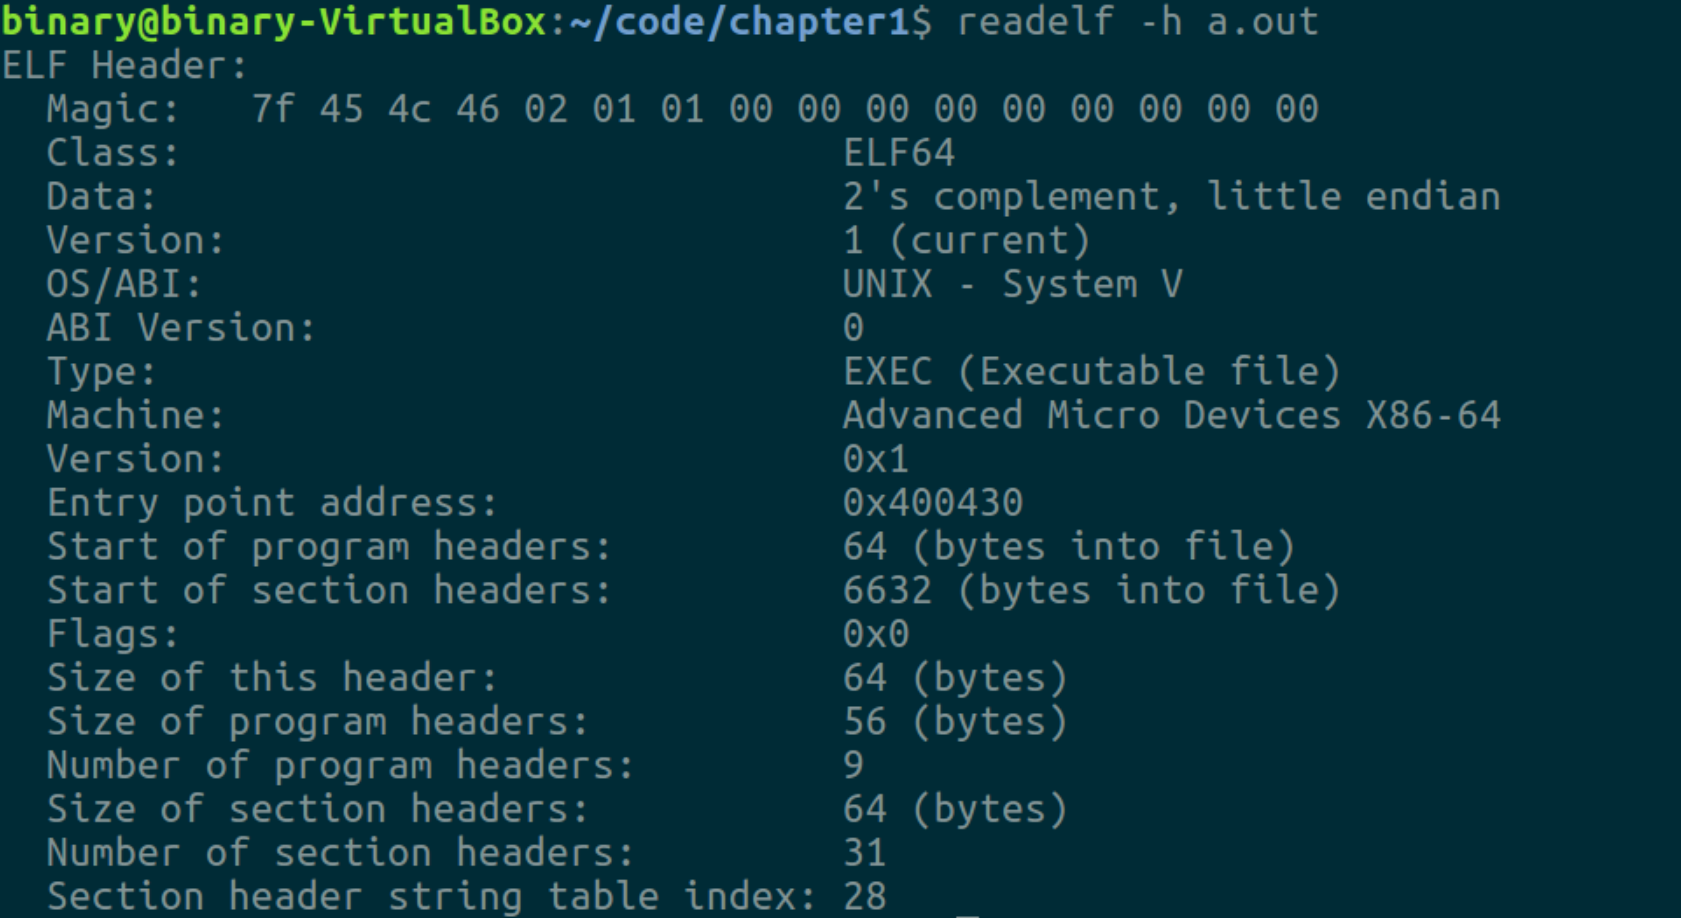 binary@binary-VirtualBox:~/code/chapter1$ readelf -h a.out
ELF Header:
  Magic:   7f 45 4c 46 02 01 01 00 00 00 00 00 00 00 00 00
  Class:                             ELF64
  Data:                              2's complement, little endian
  Version:                           1 (current)
  OS/ABI:                            UNIX - System V
  ABI Version:                       0
  Type:                              EXEC (Executable file)
  Machine:                           Advanced Micro Devices X86-64
  Version:                           0x1
  Entry point address:               0x400430
  Start of program headers:          64 (bytes into file)
  Start of section headers:          6632 (bytes into file)
  Flags:                             0x0
  Size of this header:               64 (bytes)
  Size of program headers:           56 (bytes)
  Number of program headers:         9
  Size of section headers:           64 (bytes)
  Number of section headers:         31
  Section header string table index: 28